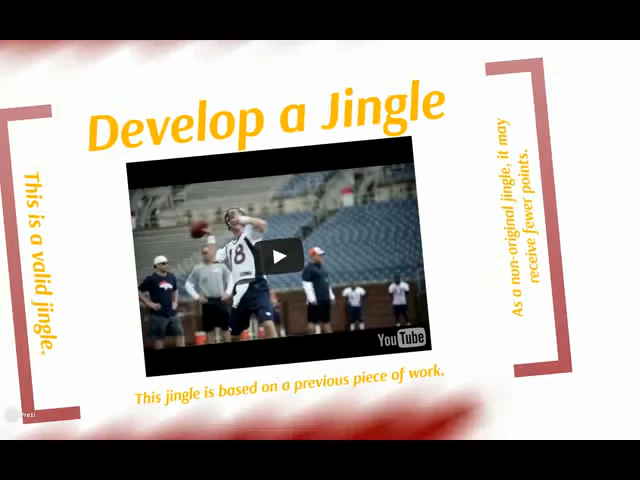 Develop a Jingle
This is a valid jingle.
As a non-original jingle, it may
receive fewer points.
18
YouTube
This jingle is based on a previous piece of work.
Prezi